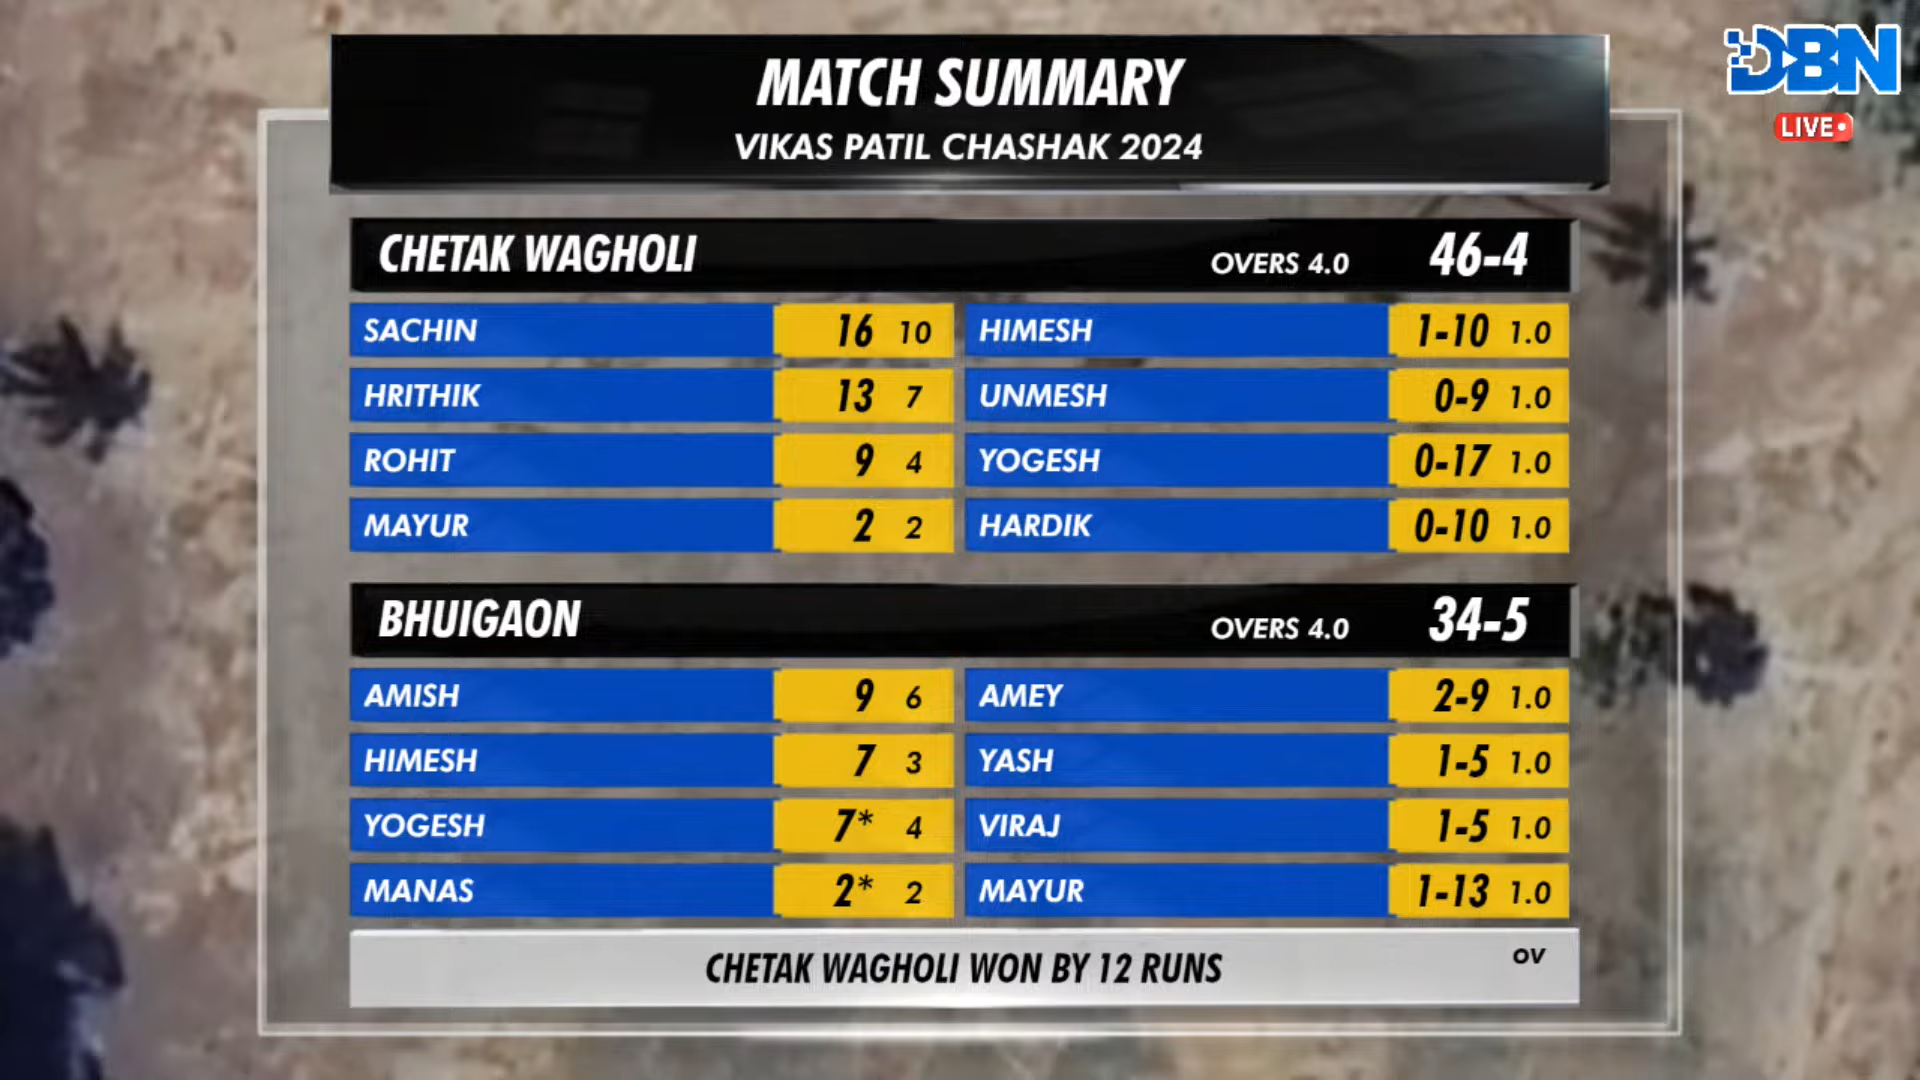 DBN
LIVE
MATCH SUMMARY
VIKAS PATIL CHASHAK 2024
CHETAK WAGHOLI OVERS 4.0 46-4
SACHIN 16 10 HIMESH 1-10 1.0
HRITHIK 13 7 UNMESH 0-9 1.0
ROHIT 9 4 YOGESH 0-17 1.0
MAYUR 2 2 HARDIK 0-10 1.0
BHUIGAON OVERS 4.0 34-5
AMISH 9 6 AMEY 2-9 1.0
HIMESH 7 3 YASH 1-5 1.0
YOGESH 7* 4 VIRAJ 1-5 1.0
MANAS 2* 2 MAYUR 1-13 1.0
CHETAK WAGHOLI WON BY 12 RUNS OV